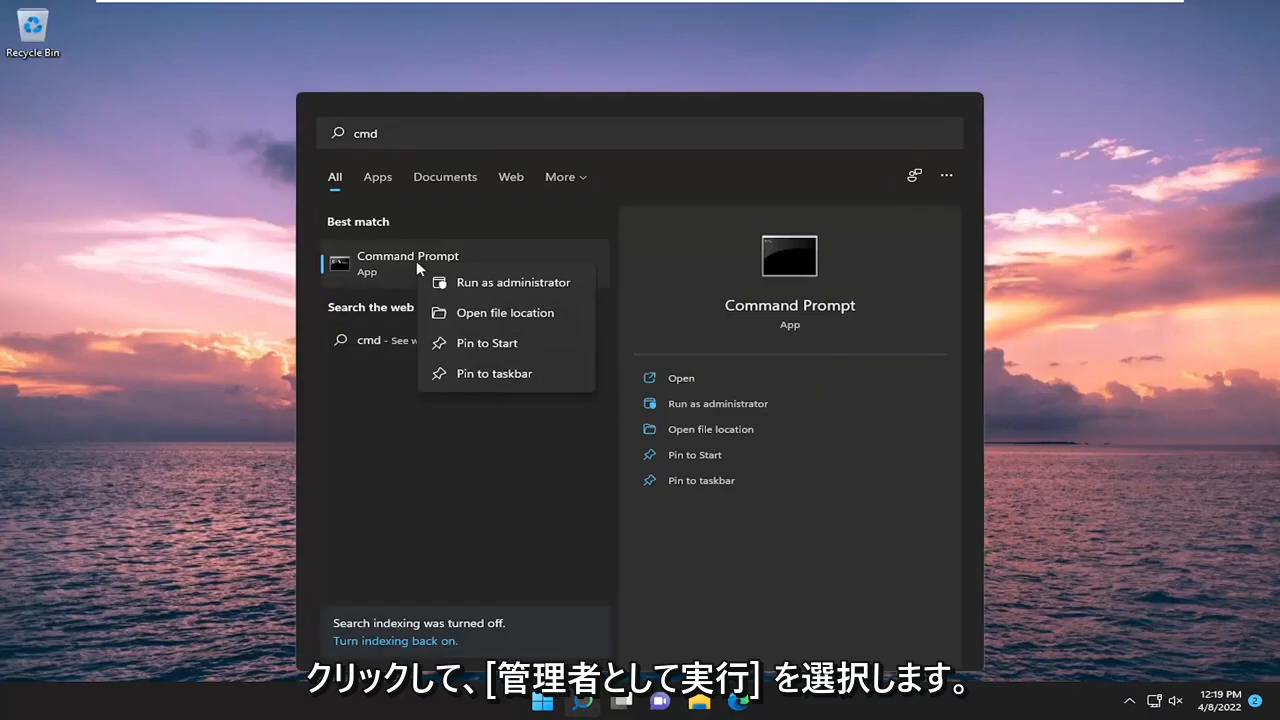 Recycle Bin
cmd
All Apps Documents Web More
Best match
Command Prompt
App
Run as administrator
Open file location
Pin to Start
Pin to taskbar
Search the web
cmd - See w
Command Prompt
App
Open
Run as administrator
Open file location
Pin to Start
Pin to taskbar
Search indexing was turned off.
Turn indexing back on.
クリックして、[管理者として実行] を選択します。
12:19 PM
4/8/2022
2